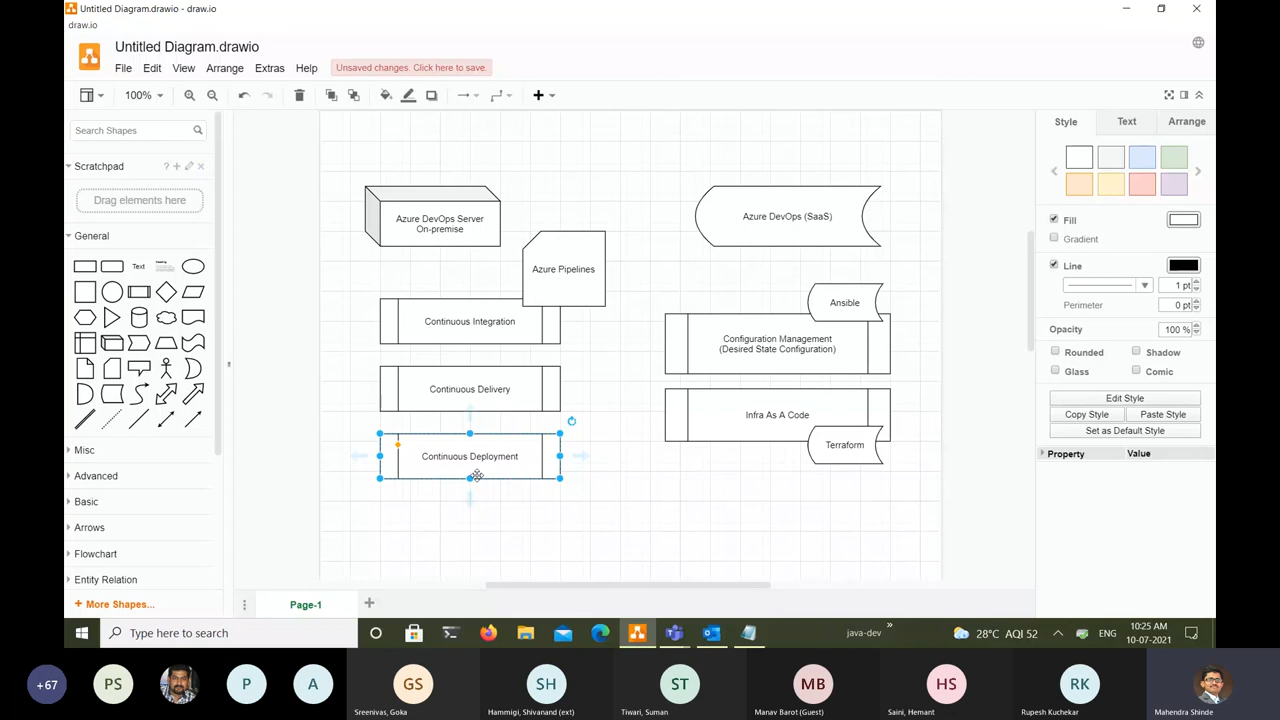 Untitled Diagram.drawio - draw.io
draw.io
Untitled Diagram.drawio
File Edit View Arrange Extras Help Unsaved changes. Click here to save.
100%
Search Shapes
Scratchpad
?
Drag elements here
General
Text
Misc
Advanced
Basic
Arrows
Flowchart
Entity Relation
+ More Shapes...
Azure DevOps Server
On-premise
Azure Pipelines
Continuous Integration
Continuous Delivery
Continuous Deployment
Azure DevOps (SaaS)
Ansible
Configuration Management
(Desired State Configuration)
Infra As A Code
Terraform
Style Text Arrange
Fill
Gradient
Line
1 pt
Perimeter 0 pt
Opacity 100 %
Rounded Shadow
Glass Comic
Edit Style
Copy Style Paste Style
Set as Default Style
Property Value
Page-1
Type here to search
java-dev
»
28°C AQI 52
ENG
10:25 AM
10-07-2021
+67
PS
P
A
GS
Sreenivas, Goka
SH
Hammigi, Shivanand (ext)
ST
Tiwari, Suman
MB
Manav Barot (Guest)
HS
Saini, Hemant
RK
Rupesh Kuchekar
Mahendra Shinde